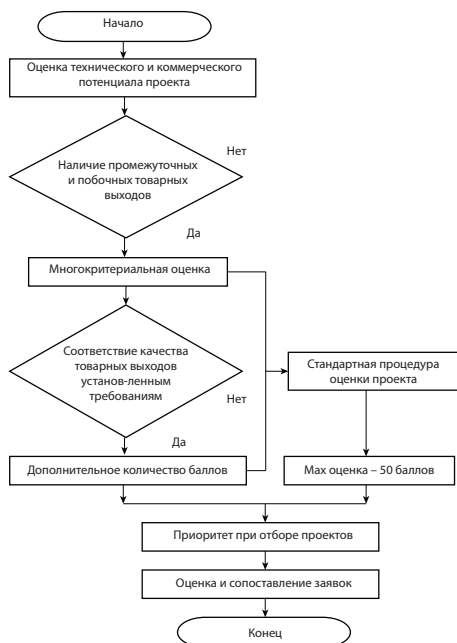 Начало
Оценка технического и коммерческого
потенциала проекта
Нет
Наличие промежуточных
и побочных товарных
выходов
Да
Многокритериальная оценка
Соответствие качества
товарных выходов
установ-ленным
требованиям
Нет
Стандартная процедура
оценки проекта
Да
Дополнительное количество баллов
Max оценка – 50 баллов
Приоритет при отборе проектов
Оценка и сопоставление заявок
Конец